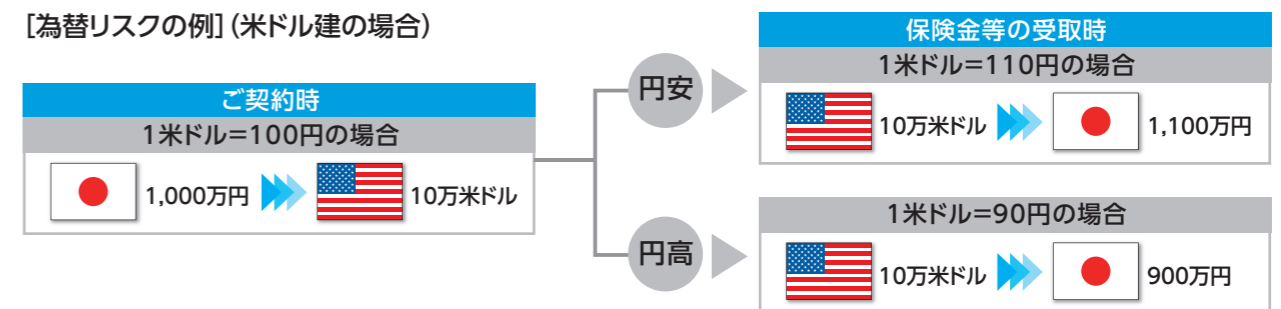 [為替リスクの例](米ドル建の場合)
ご契約時
1米ドル=100円の場合
1,000万円 10万米ドル
円安
保険金等の受取時
1米ドル=110円の場合
10万米ドル 1,100万円
円高
1米ドル=90円の場合
10万米ドル 900万円